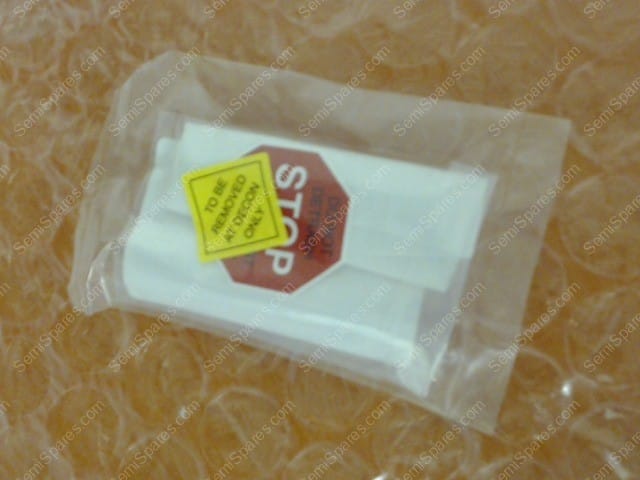 TO BE
REMOVED
AT DECON
ONLY
STOP
SemiSpares.com